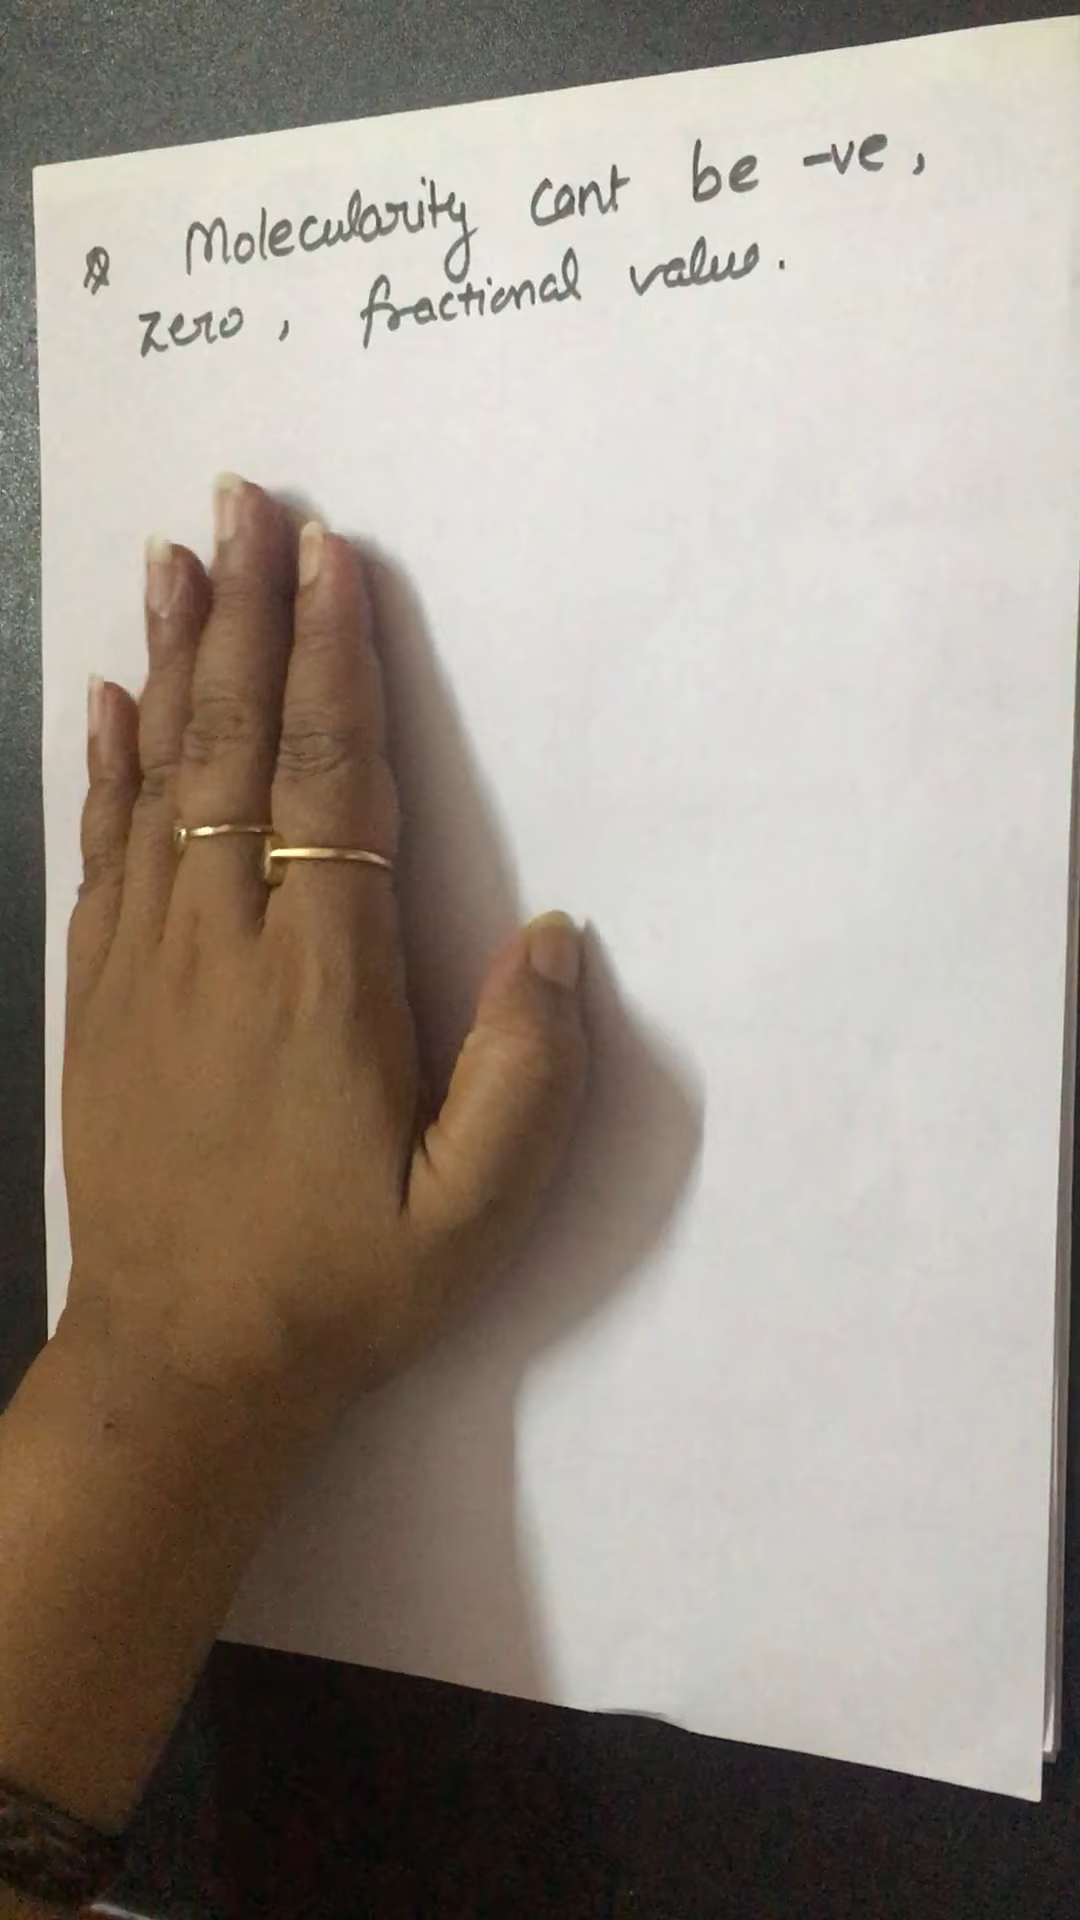 Molecularity cant be -ve,
zero, fractional value.